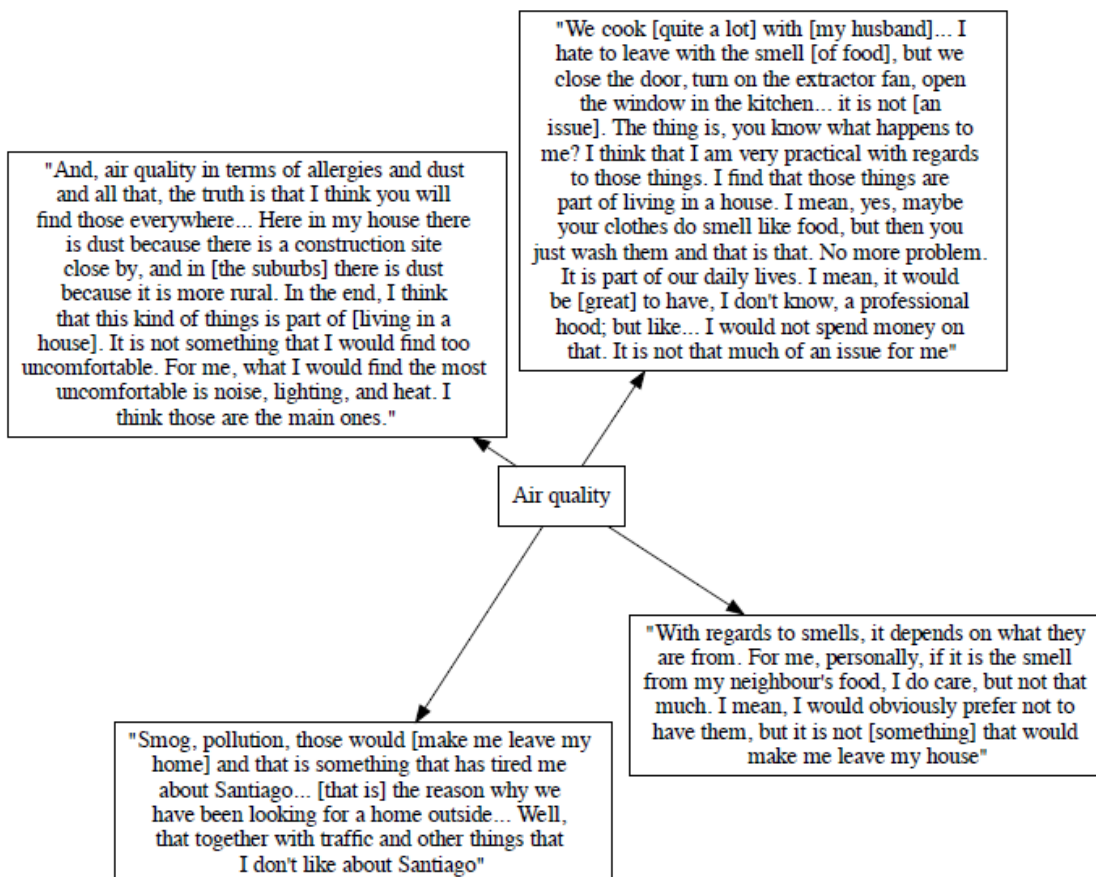 "We cook [quite a lot] with [my husband]... I
hate to leave with the smell [of food], but we
close the door, turn on the extractor fan, open
the window in the kitchen... it is not [an
issue]. The thing is, you know what happens to
me? I think that I am very practical with regards
to those things. I find that those things are
part of living in a house. I mean, yes, maybe
your clothes do smell like food, but then you
just wash them and that is that. No more problem.
It is part of our daily lives. I mean, it would
be [great] to have, I don't know, a professional
hood; but like... I would not spend money on
that. It is not that much of an issue for me"
"And, air quality in terms of allergies and dust
and all that, the truth is that I think you will
find those everywhere... Here in my house there
is dust because there is a construction site
close by, and in [the suburbs] there is dust
because it is more rural. In the end, I think
that this kind of things is part of [living in a
house]. It is not something that I would find too
uncomfortable. For me, what I would find the most
uncomfortable is noise, lighting, and heat. I
think those are the main ones."
Air quality
"With regards to smells, it depends on what they
are from. For me, personally, if it is the smell
from my neighbour's food, I do care, but not that
much. I mean, I would obviously prefer not to
have them, but it is not [something] that would
make me leave my house"
"Smog, pollution, those would [make me leave my
home] and that is something that has tired me
about Santiago... [that is] the reason why we
have been looking for a home outside... Well,
that together with traffic and other things that
I don't like about Santiago"